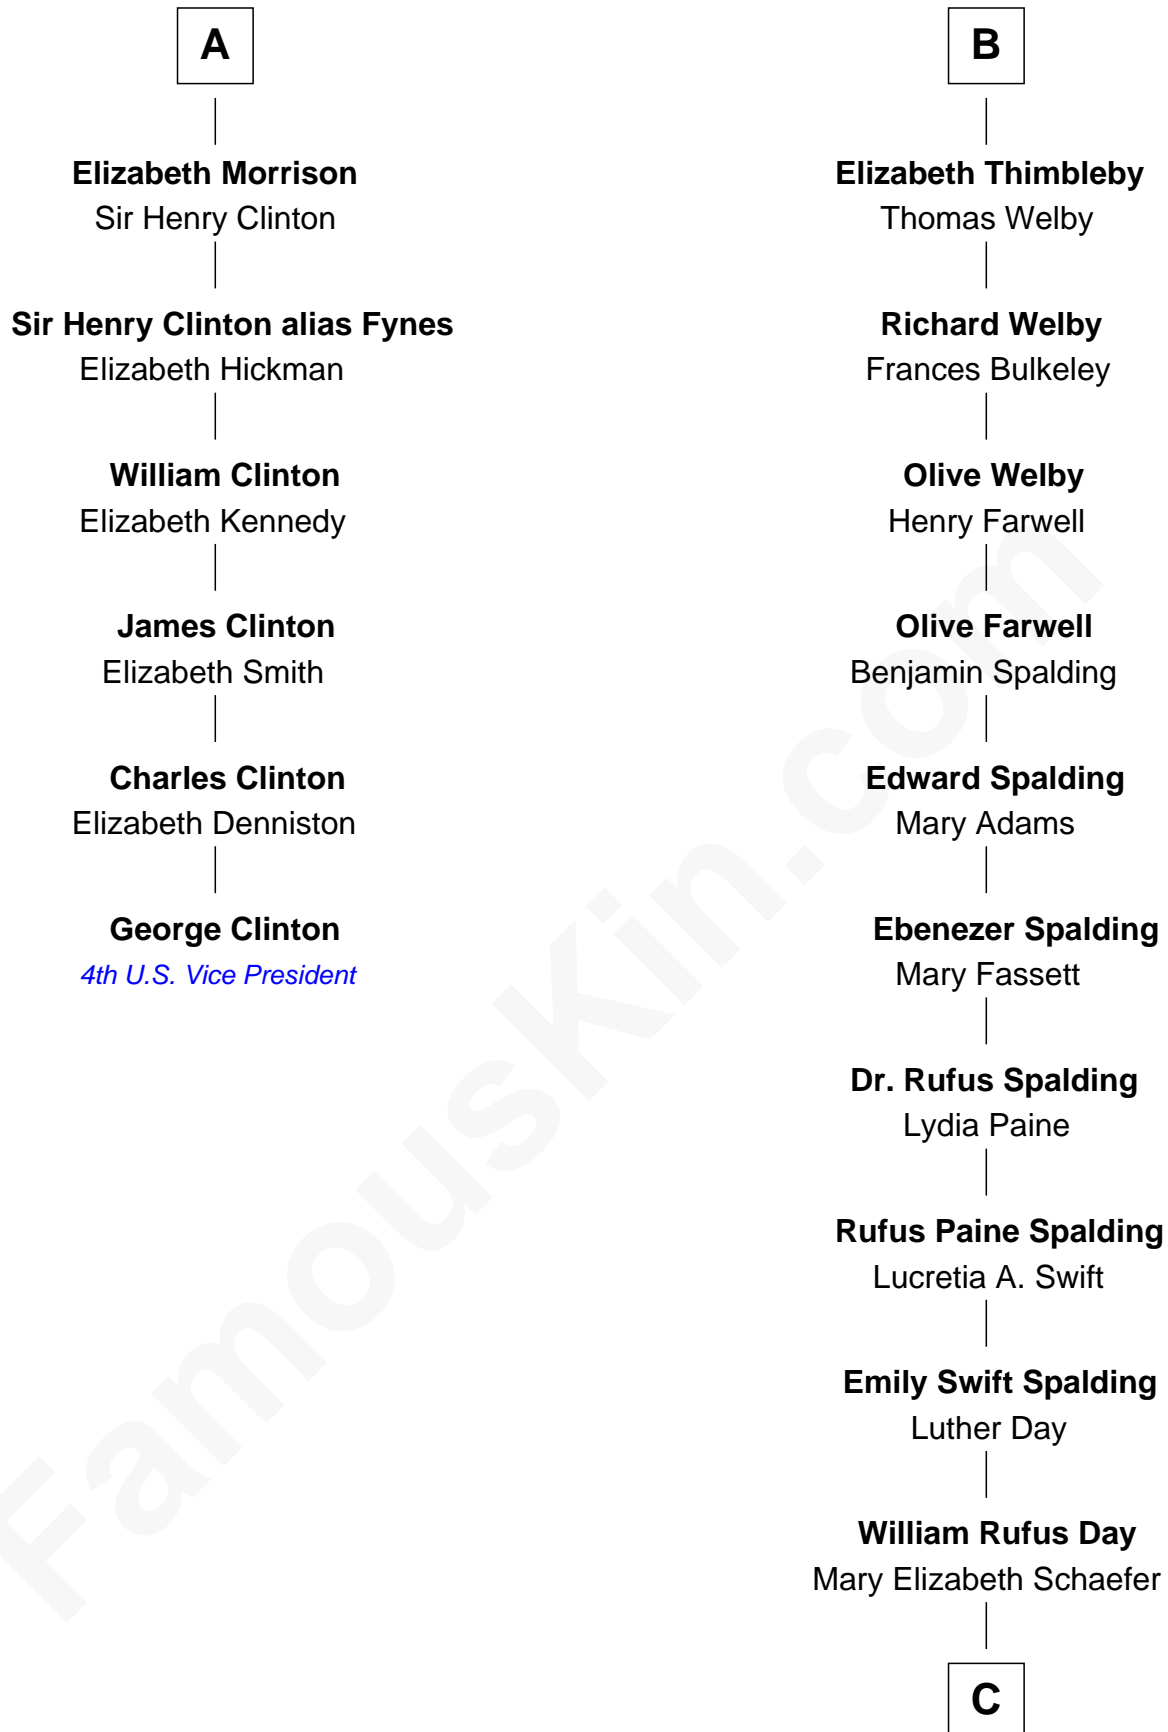 A
Elizabeth Morrison
Sir Henry Clinton
Sir Henry Clinton alias Fynes
Elizabeth Hickman
William Clinton
Elizabeth Kennedy
James Clinton
Elizabeth Smith
Charles Clinton
Elizabeth Denniston
George Clinton
4th U.S. Vice President
B
Elizabeth Thimbleby
Thomas Welby
Richard Welby
Frances Bulkeley
Olive Welby
Henry Farwell
Olive Farwell
Benjamin Spalding
Edward Spalding
Mary Adams
Ebenezer Spalding
Mary Fassett
Dr. Rufus Spalding
Lydia Paine
Rufus Paine Spalding
Lucretia A. Swift
Emily Swift Spalding
Luther Day
William Rufus Day
Mary Elizabeth Schaefer
C
FamousKin.com